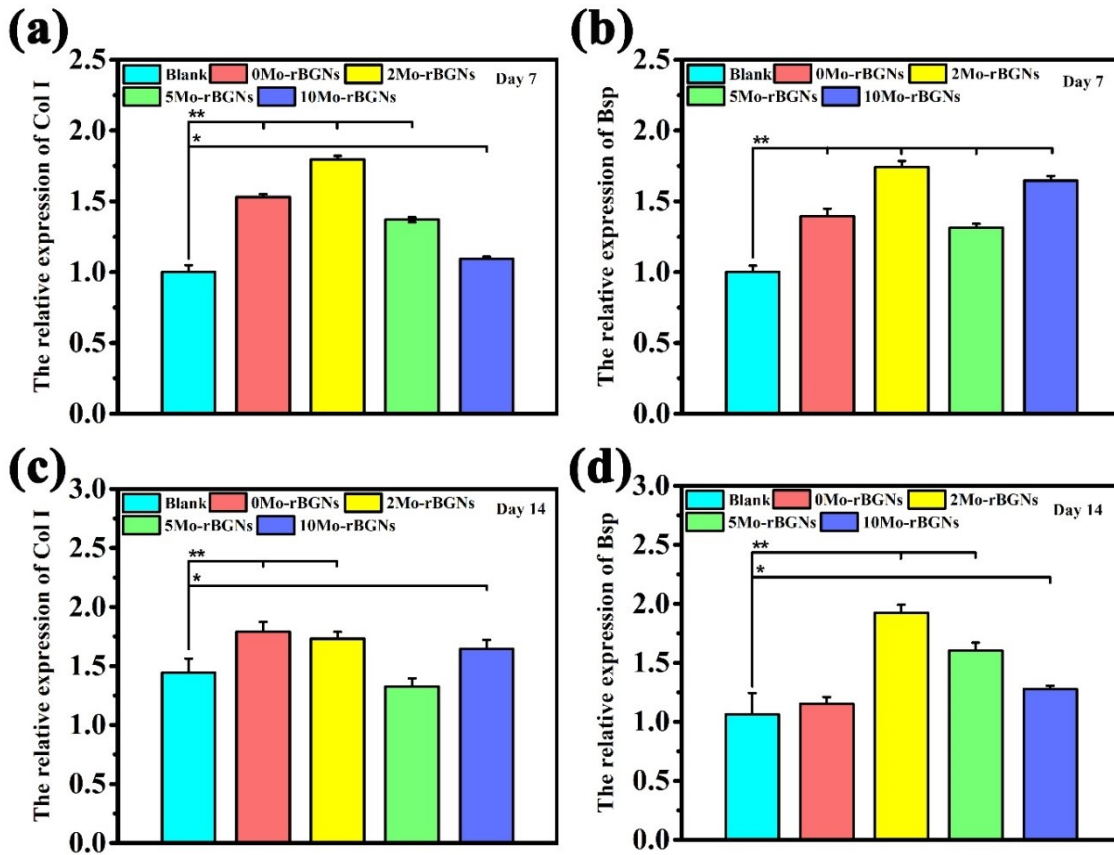 (a)
The relative expression of Col I
2.5
2.0
1.5
1.0
0.5
0.0
Blank 0Mo-rBGNs 2Mo-rBGNs Day 7
5Mo-rBGNs 10Mo-rBGNs
**
*
(b)
The relative expression of Bsp
2.5
2.0
1.5
1.0
0.5
0.0
Blank 0Mo-rBGNs 2Mo-rBGNs Day 7
5Mo-rBGNs 10Mo-rBGNs
**
(c)
The relative expression of Col I
3.0
2.5
2.0
1.5
1.0
0.5
0.0
Blank 0Mo-rBGNs 2Mo-rBGNs
5Mo-rBGNs 10Mo-rBGNs Day 14
**
*
(d)
The relative expression of Bsp
3.0
2.5
2.0
1.5
1.0
0.5
0.0
Blank 0Mo-rBGNs 2Mo-rBGNs
5Mo-rBGNs 10Mo-rBGNs Day 14
**
*